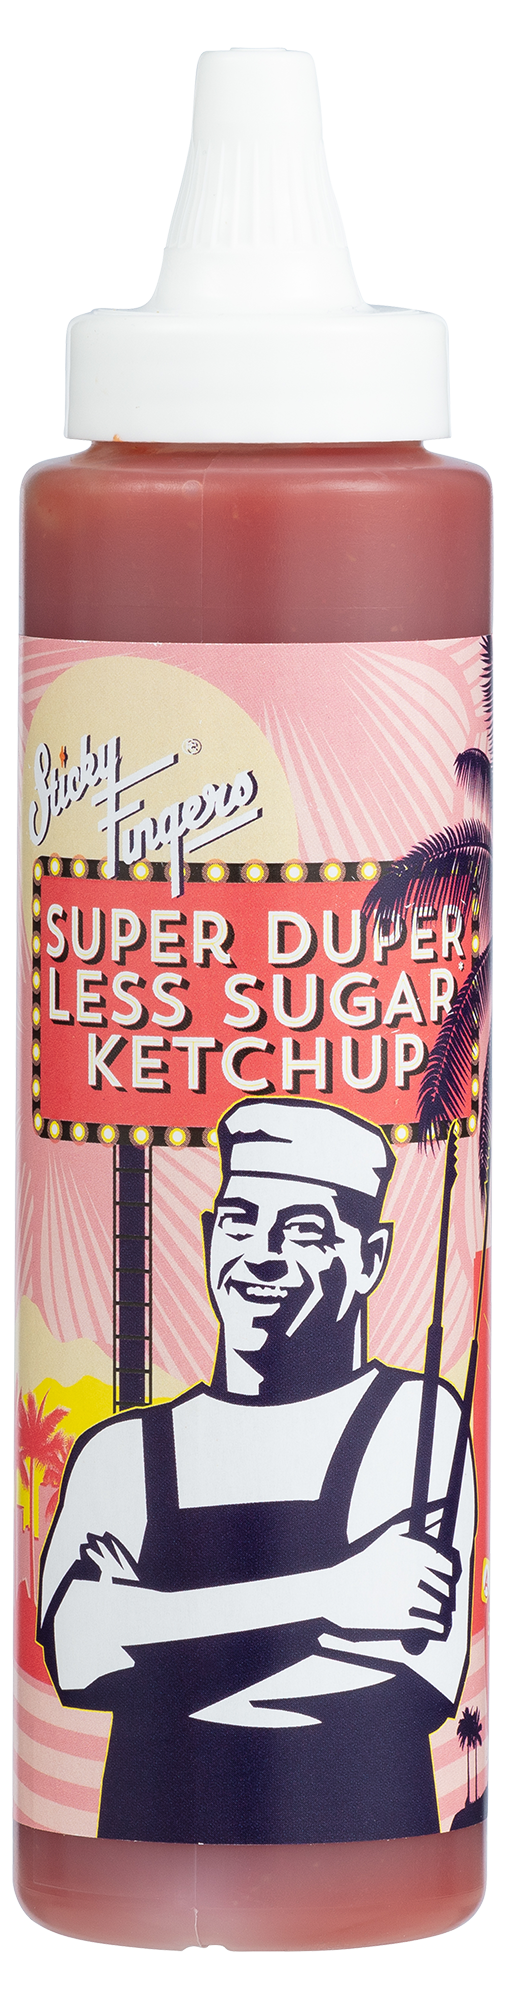 Sticky
Fingers®
SUPER DUPER
LESS SUGAR*
KETCHUP